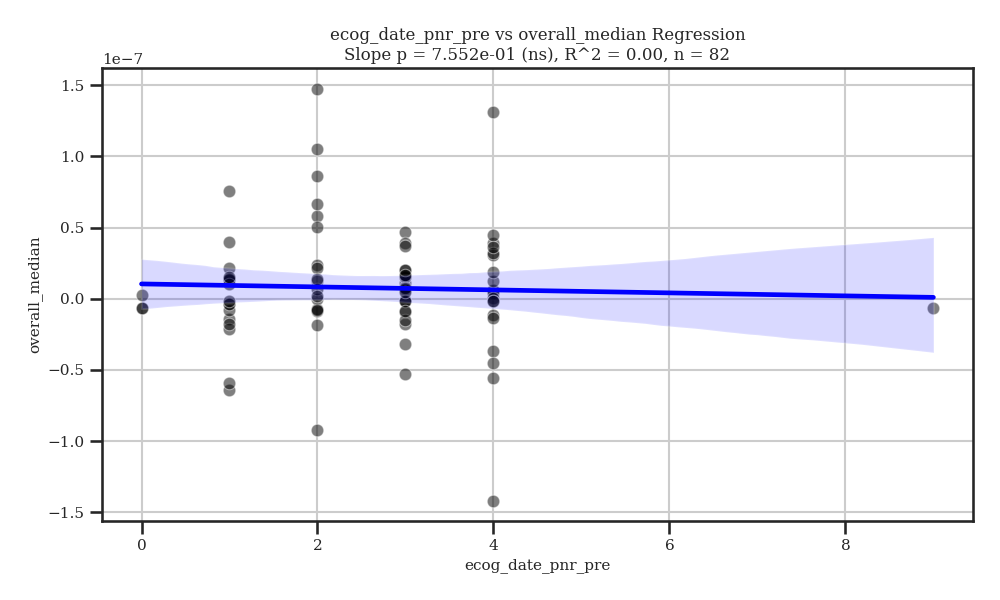 ecog_date_pnr_pre vs overall_median Regression
Slope p = 7.552e-01 (ns), R^2 = 0.00, n = 82
1e−7
1.5
1.0
0.5
0.0
−0.5
−1.0
−1.5
overall_median
0 2 4 6 8
ecog_date_pnr_pre